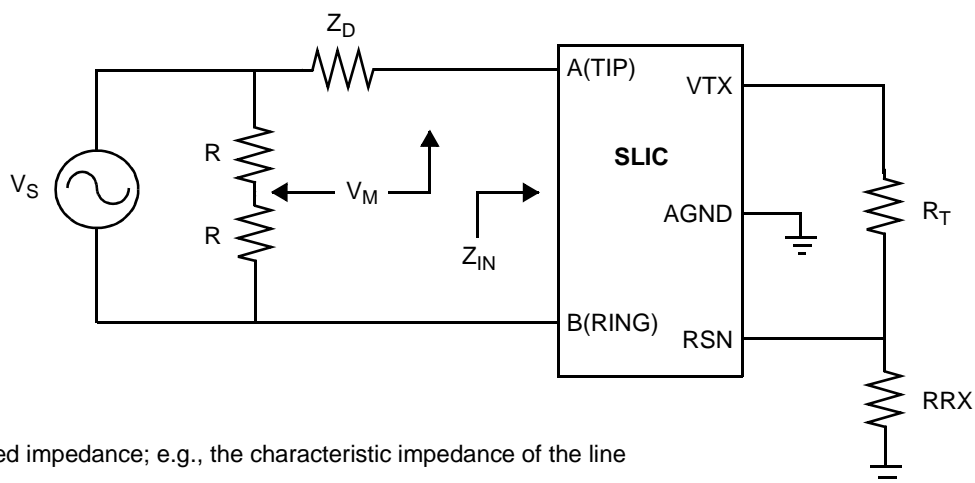 Z_D
A(TIP)
VTX
R
SLIC
V_S
V_M
AGND
R_T
R
Z_IN
B(RING)
RSN
RRX
impedance; e.g., the characteristic impedance of the line